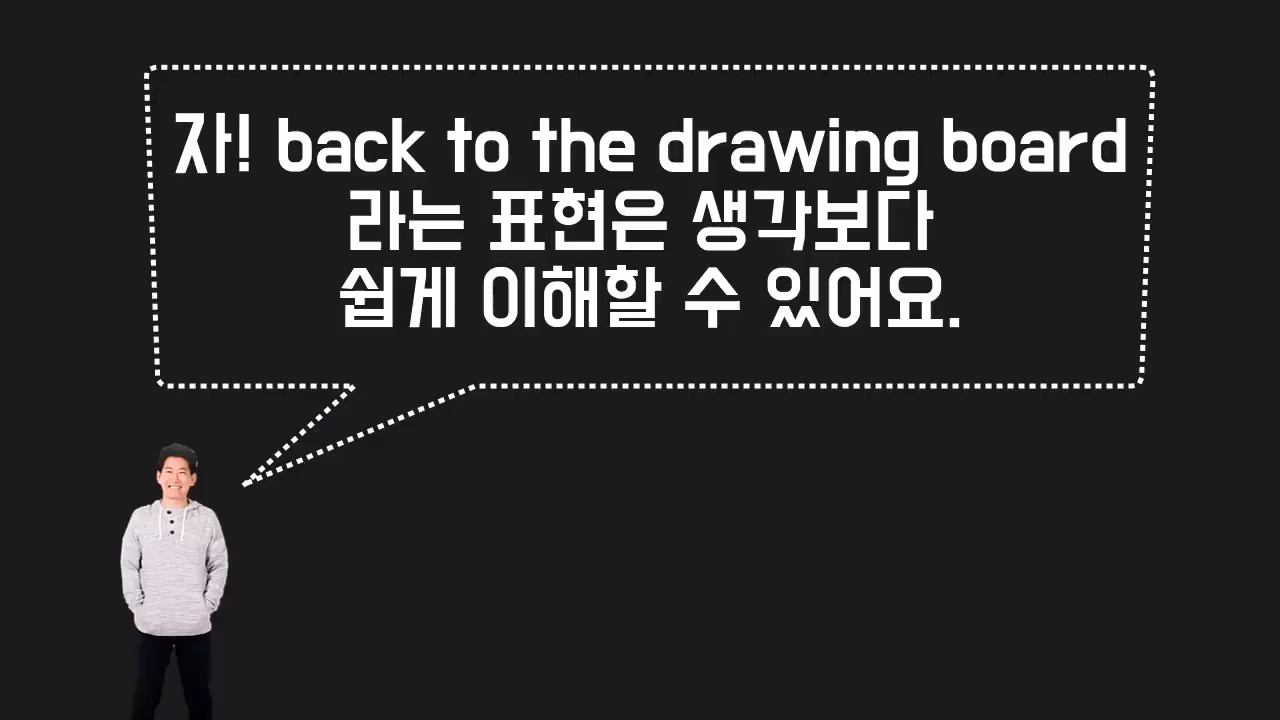 자! back to the drawing board
라는 표현은 생각보다
쉽게 이해할 수 있어요.